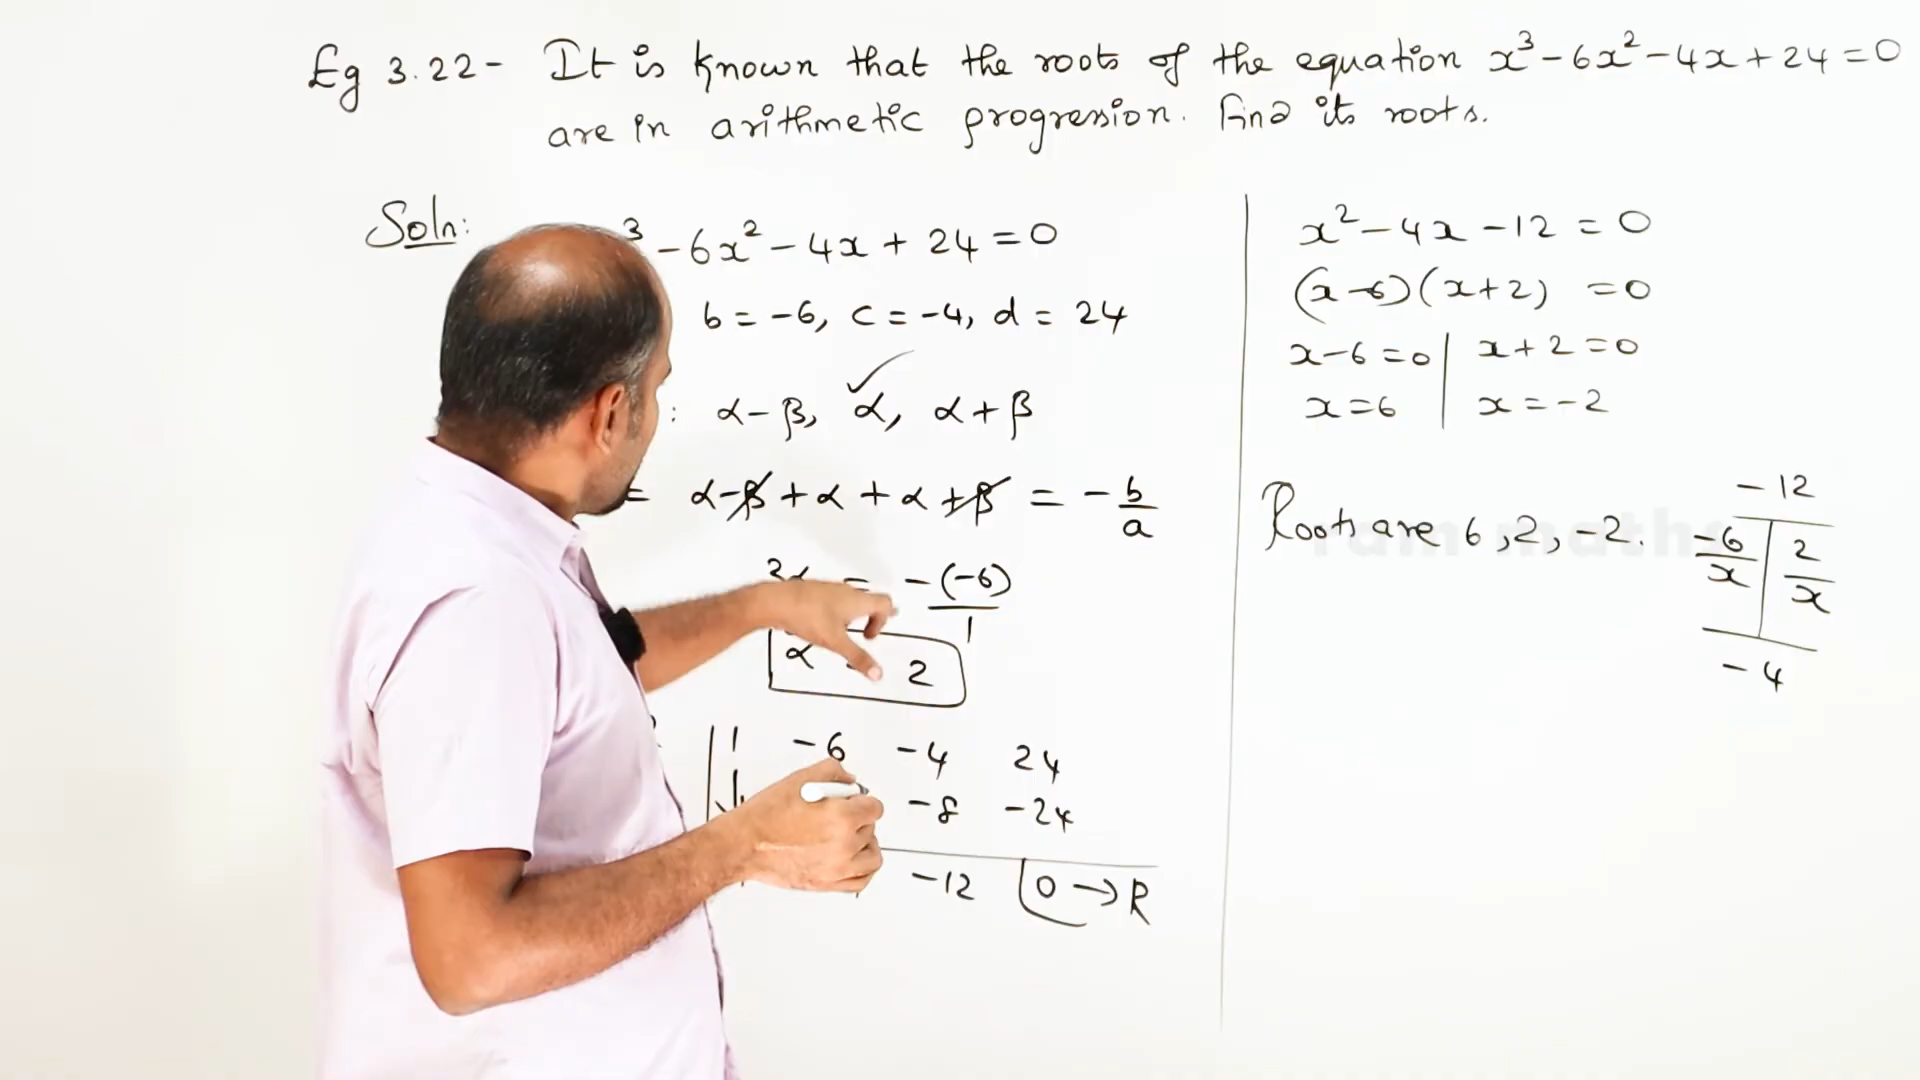 Eg 3.22- It is known that the roots of the equation x³-6x²-4x+24=0
are in arithmetic progression. Find its roots.
Soln:
³-6x²-4x+24=0
b=-6, c=-4, d=24
: α-β, α, α+β ✓
= α-β+α+α+β = -b/a
3α = -(-6)/1
α 2
1 -6 -4 24
↓ -8 -24
-12 0→R
x²-4x-12=0
(x-6)(x+2)=0
x-6=0 | x+2=0
x=6 | x=-2
Roots are 6,2,-2.
-12
-6/x | 2/x
-4